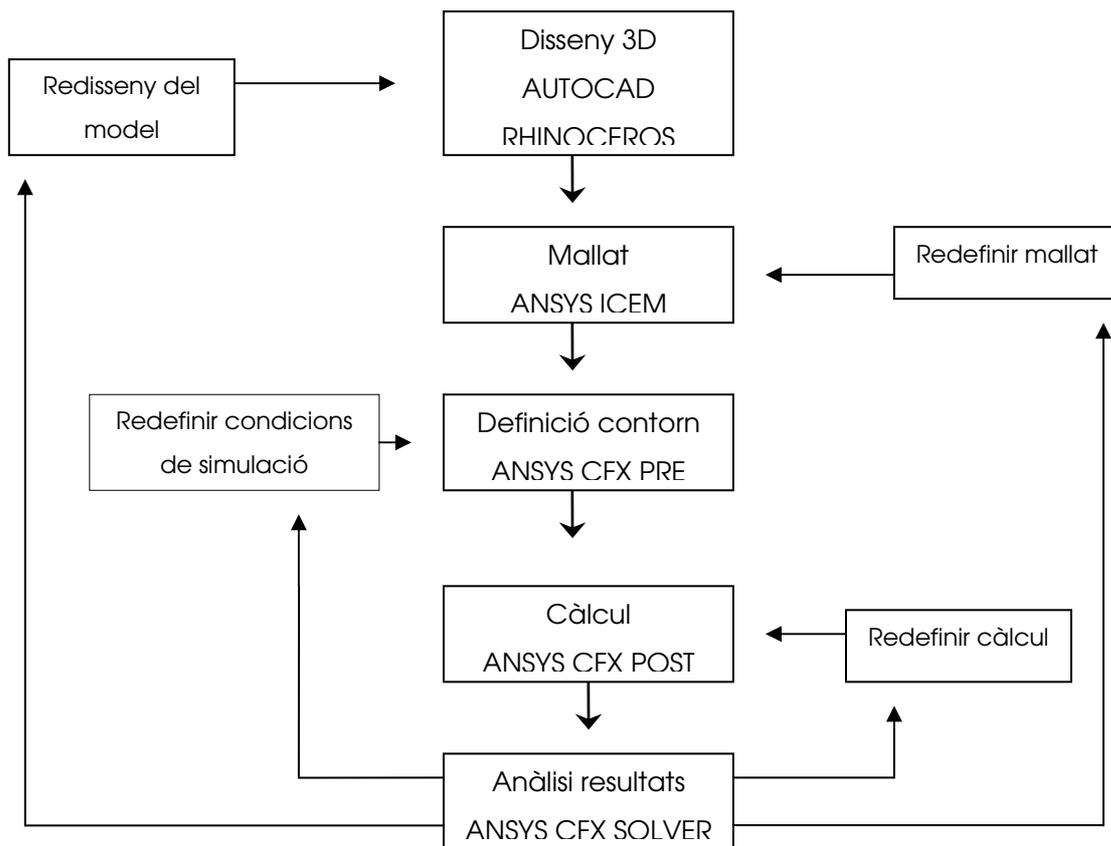 Disseny 3D
AUTOCAD
RHINOCEROS
Redisseny del
model
Mallat
ANSYS ICEM
Redefinir mallat
Redefinir condicions
de simulació
Definició contorn
ANSYS CFX PRE
Càlcul
ANSYS CFX POST
Redefinir càlcul
Anàlisi resultats
ANSYS CFX SOLVER